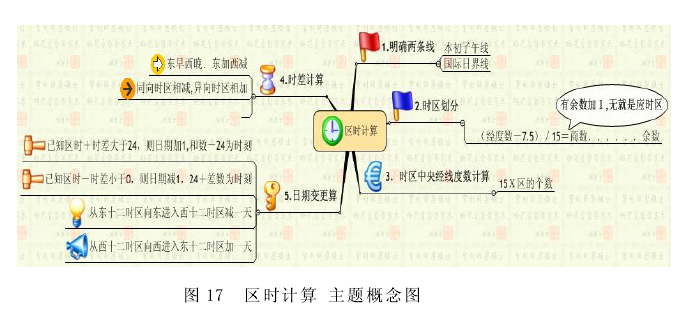 1.明确两条线
本初子午线
国际日界线
2.时区划分
有余数加1,无就是应时区
(经度数-7.5)/15=商数.......余数
3.时区中央经线度数计算
15X区的个数
区时计算
4.时差计算
东早西晚.东加西减
同向时区相减,异向时区相加
5.日期变更算
已知区时+时差大于24.则日期加1,和数-24为时刻
已知区时-时差小于0.则日期减1.24+差数为时刻
从东十二时区向东进入西十二时区减一天
从西十二时区向西进入东十二时区加一天
图 17 区时计算 主题概念图